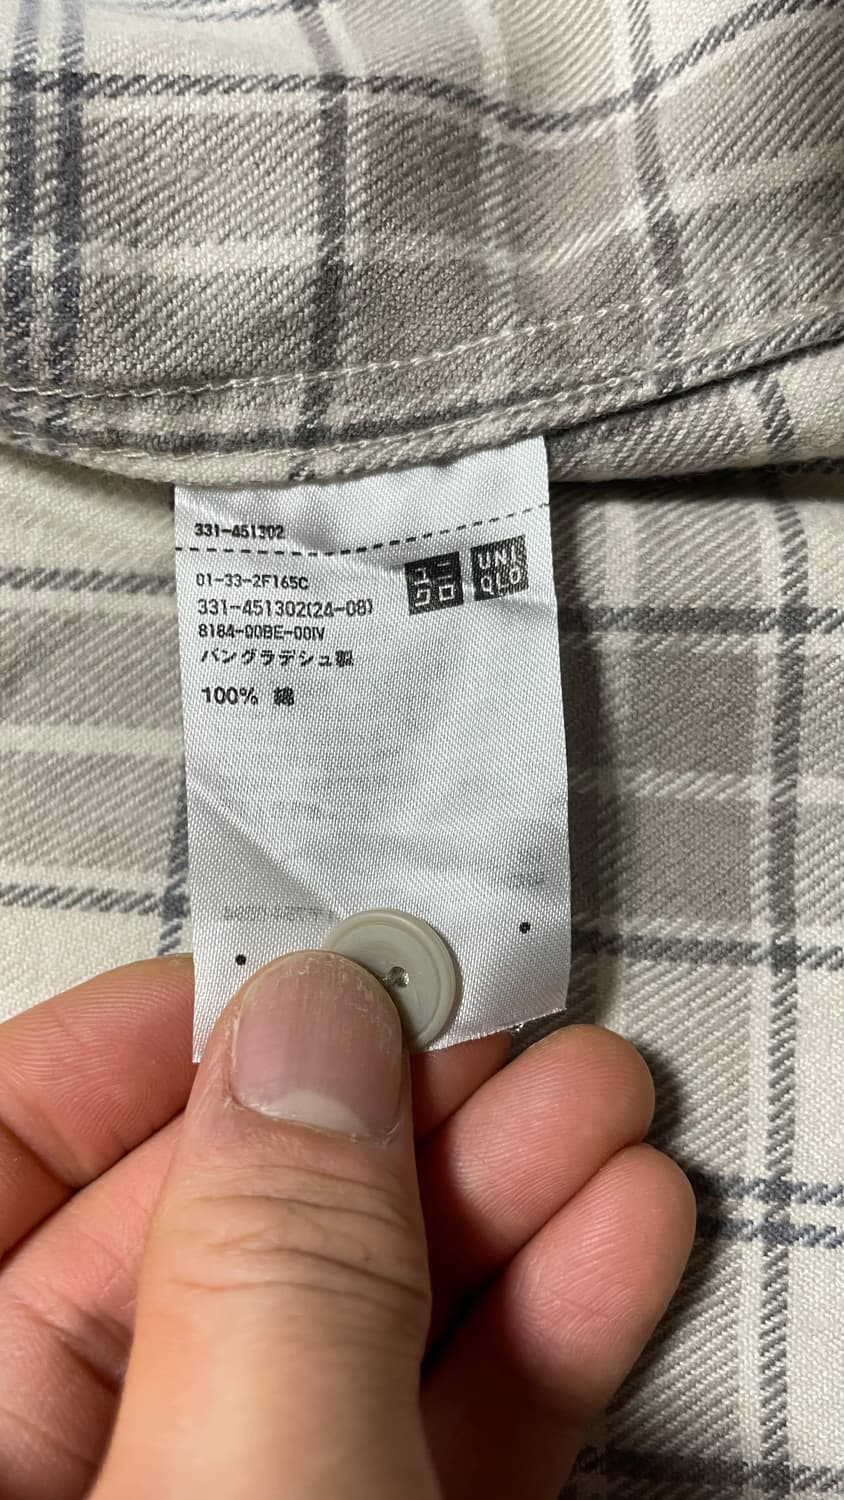 331-451302
01-33-2F165C
331-451302(24-08)
8184-00BE-00IV
バングラデシュ製
100% 綿
ユニ
クロ
UNI
QLO